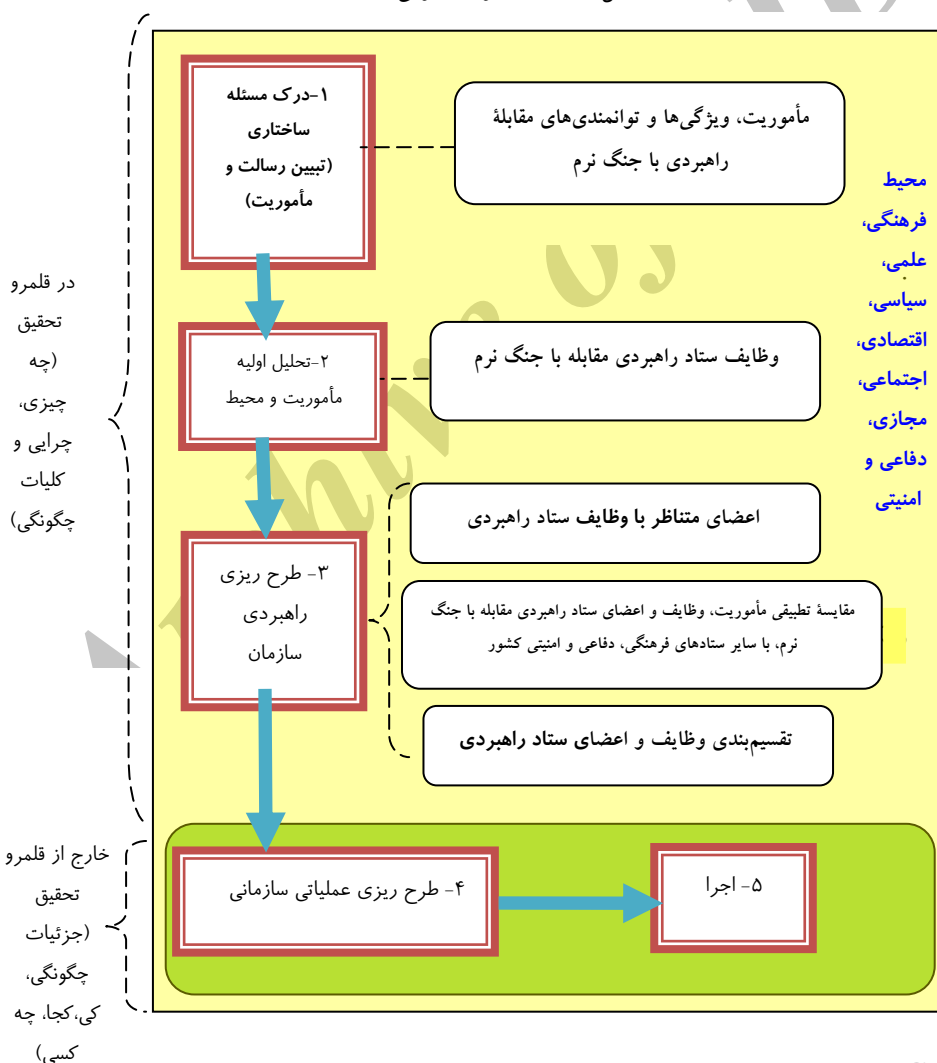 ۱-درک مسئله
ساختاری
(تبیین رسالت و
مأموریت)
مأموریت، ویژگی‌ها و توانمندی‌های مقابلۀ
راهبردی با جنگ نرم
محیط
فرهنگی،
علمی،
سیاسی،
اقتصادی،
اجتماعی،
مجازی،
دفاعی و
امنیتی
در قلمرو
تحقیق
(چه
چیزی،
چرایی و
کلیات
چگونگی)
۲-تحلیل اولیه
مأموریت و محیط
وظایف ستاد راهبردی مقابله با جنگ نرم
۳- طرح ریزی
راهبردی
سازمان
اعضای متناظر با وظایف ستاد راهبردی
مقایسۀ تطبیقی مأموریت، وظایف و اعضای ستاد راهبردی مقابله با جنگ
نرم، با سایر ستادهای فرهنگی، دفاعی و امنیتی کشور
تقسیم‌بندی وظایف و اعضای ستاد راهبردی
خارج از قلمرو
تحقیق
(جزئیات
چگونگی،
کی،کجا، چه
کسی)
۴- طرح ریزی عملیاتی سازمانی
۵- اجرا